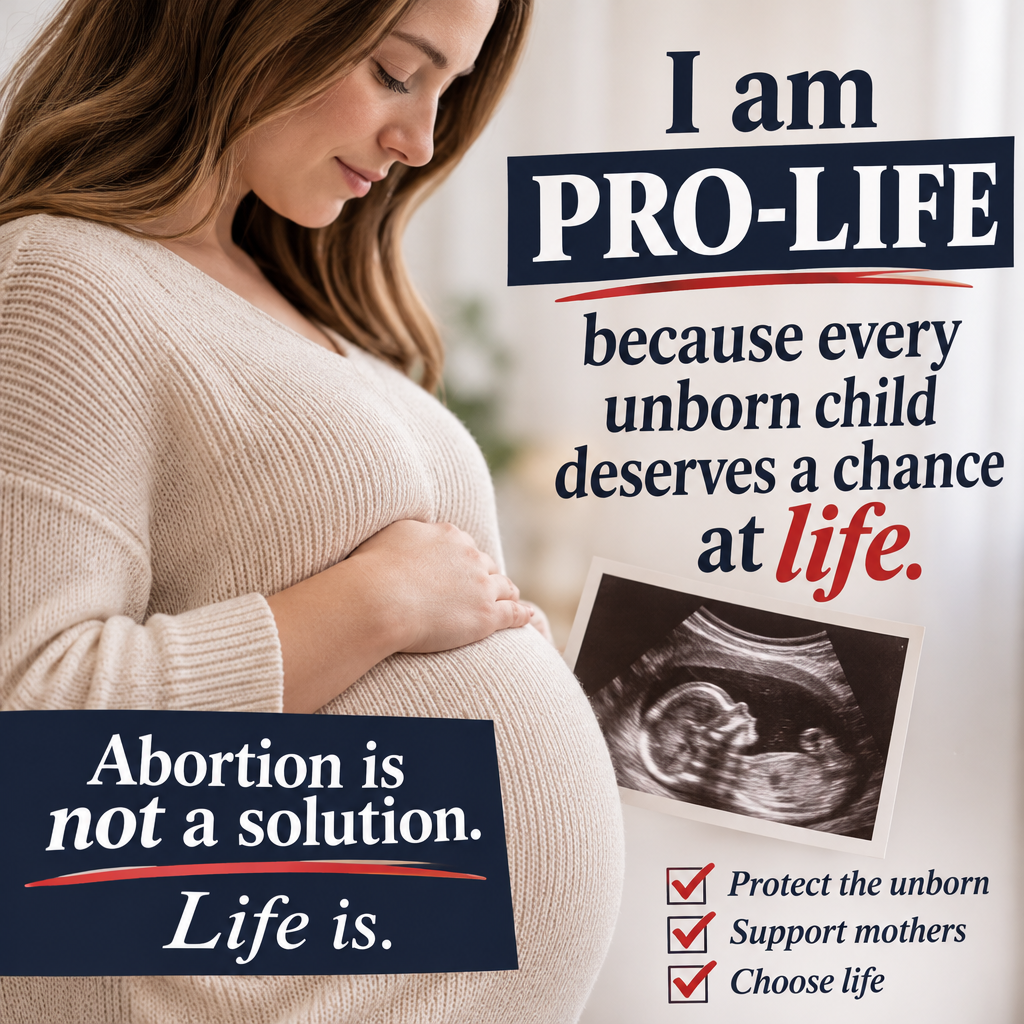 I am
PRO-LIFE
because every
unborn child
deserves a chance
at life.
Abortion is
not a solution.
Life is.
Protect the unborn
Support mothers
Choose life